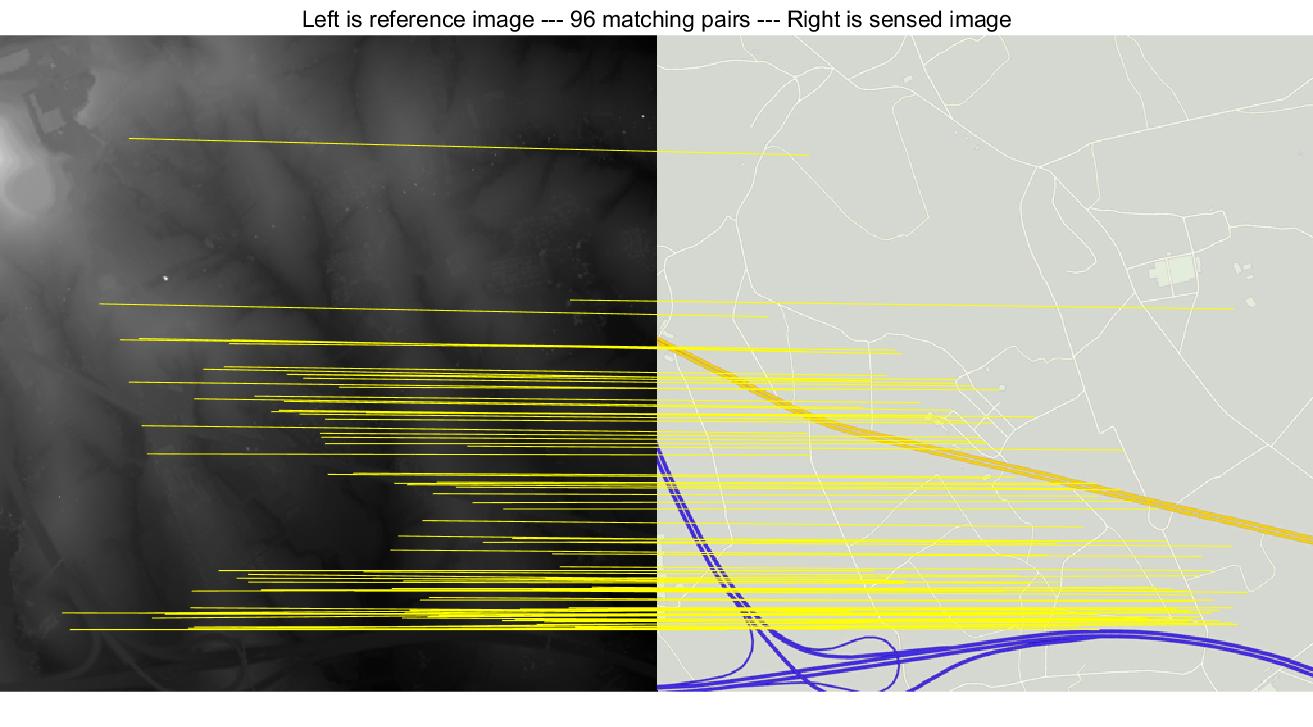 Left is reference image --- 96 matching pairs --- Right is sensed image